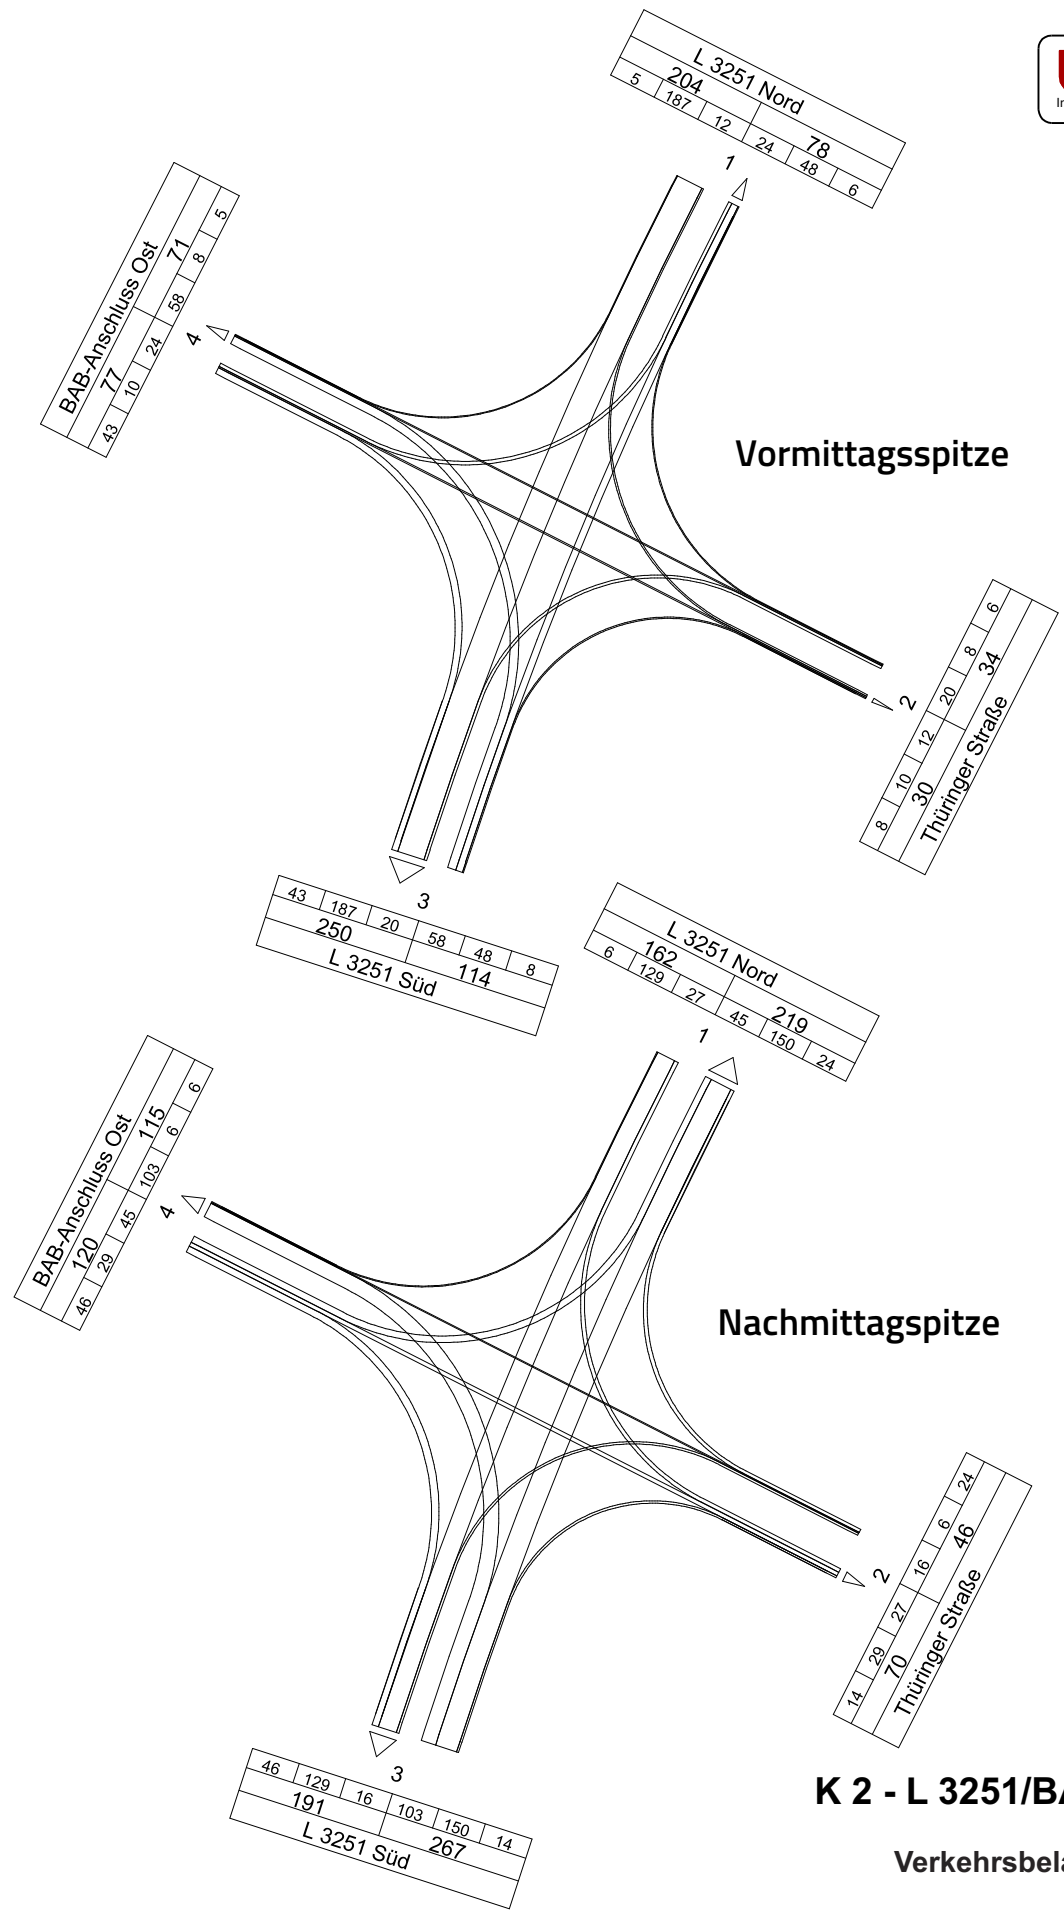 L 3251 Nord
204 78
5 187 12 24 48 6
1
BAB-Anschluss Ost
77 71
43 10 24 58 8 5
4
Vormittagsspitze
2
8 10 12 20 8 6
30 34
Thüringer Straße
3
43 187 20 58 48 8
250 114
L 3251 Süd
L 3251 Nord
162 219
6 129 27 45 150 24
1
BAB-Anschluss Ost
120 115
46 29 45 103 6 6
4
Nachmittagspitze
2
14 29 27 16 6 24
70 46
Thüringer Straße
3
46 129 16 103 150 14
191 267
L 3251 Süd
K 2 - L 3251/BA
Verkehrsbela